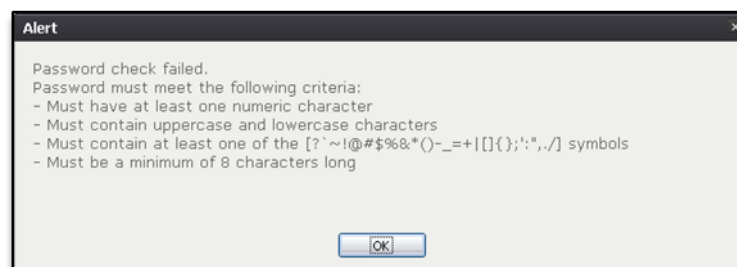 Alert
Password check failed.
Password must meet the following criteria:
- Must have at least one numeric character
- Must contain uppercase and lowercase characters
- Must contain at least one of the [?`~!@#$%&*()-_=+|[]{};':",./] symbols
- Must be a minimum of 8 characters long
OK